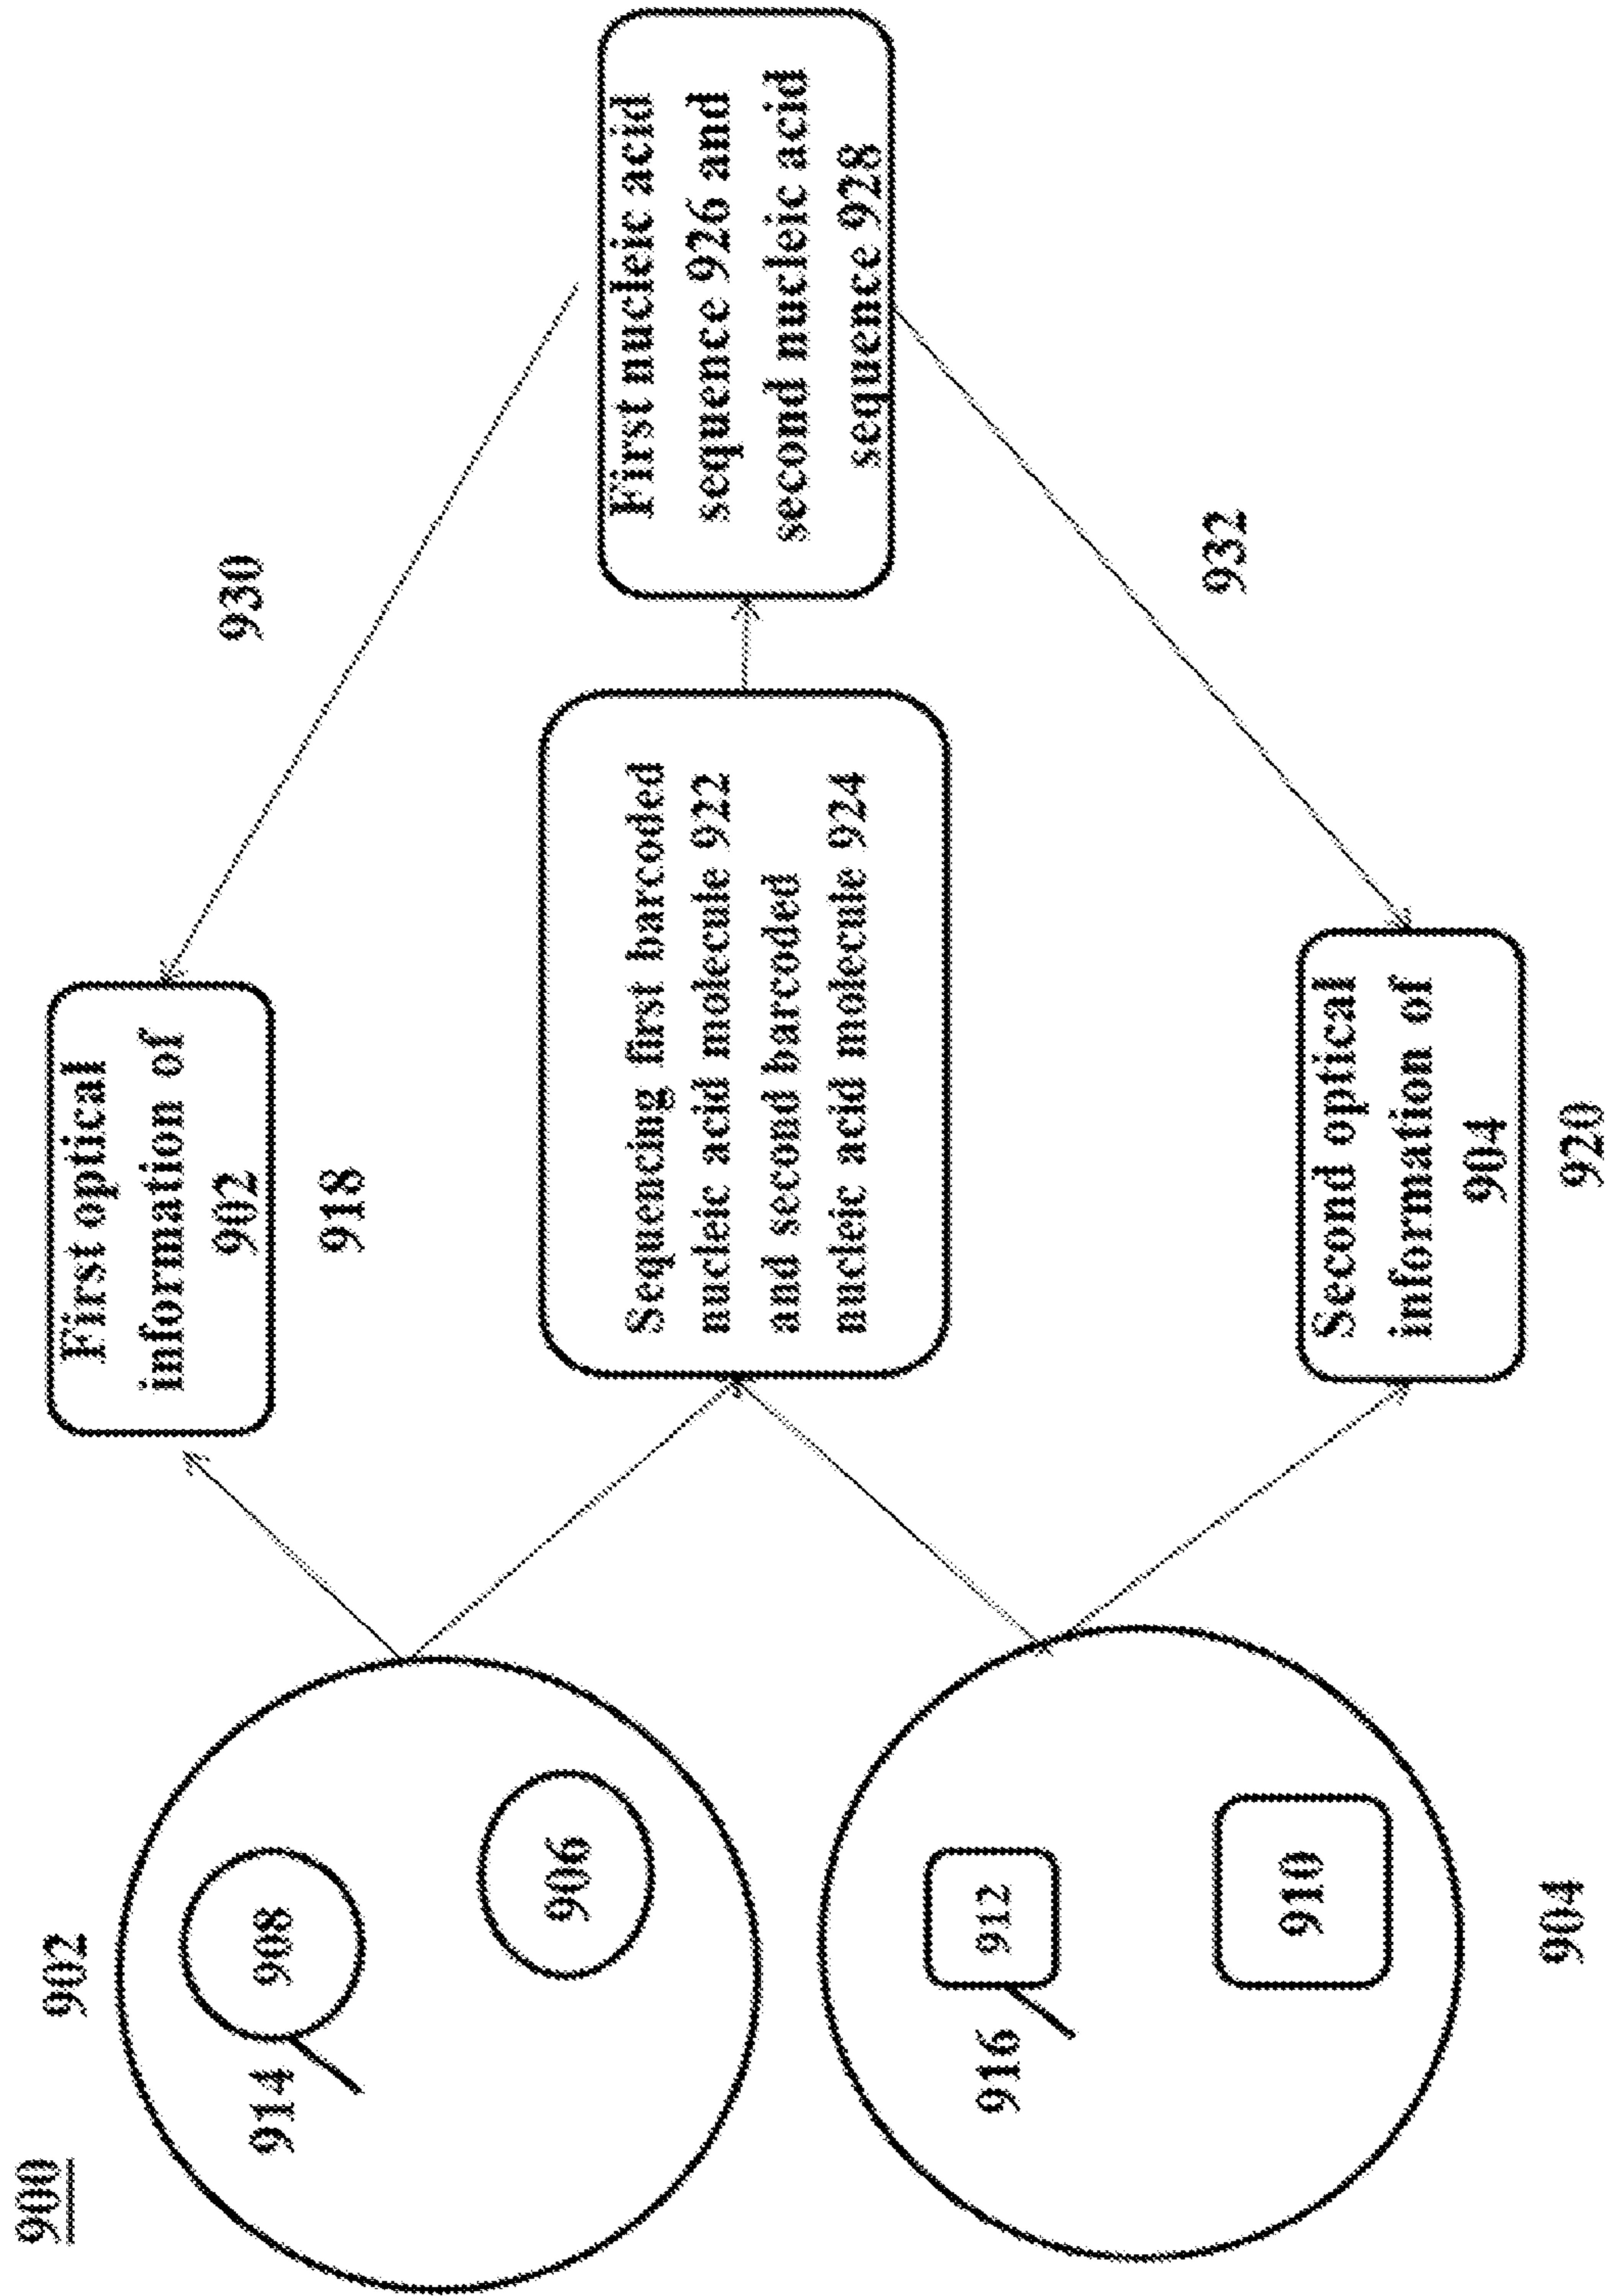 900
902
914
908
906
916
912
910
904
First optical
information of
902
918
Sequencing first barcoded
nucleic acid molecule 922
and second barcoded
nucleic acid molecule 924
Second optical
information of
904
920
930
First nucleic acid
sequence 926 and
second nucleic acid
sequence 928
932